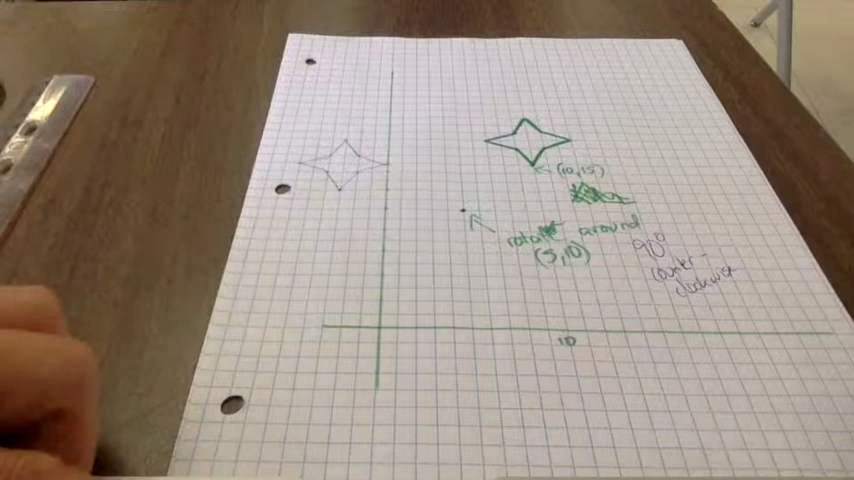 (10,15)
rotate around
(5,10)
90°
counter-
clockwise
10